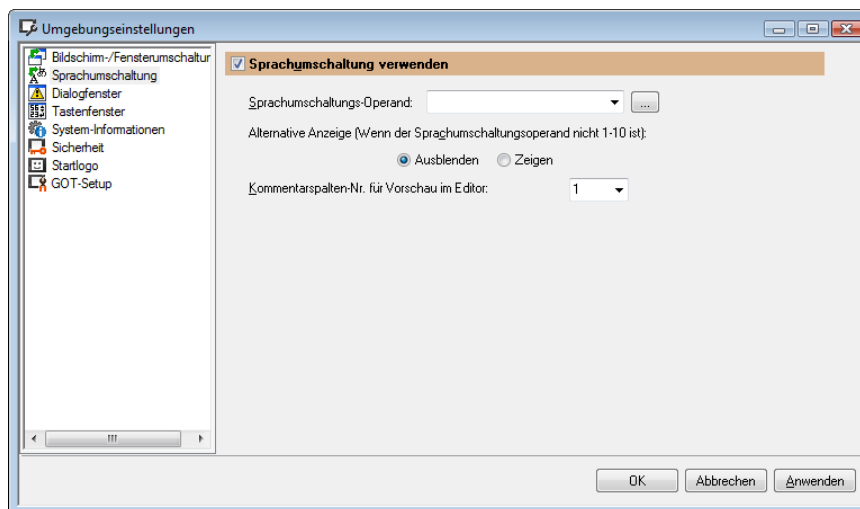 Umgebungseinstellungen
Bildschirm-/Fensterumschaltur
Sprachumschaltung
Dialogfenster
Tastenfenster
System-Informationen
Sicherheit
Startlogo
GOT-Setup
Sprachumschaltung verwenden
Sprachumschaltungs-Operand:
...
Alternative Anzeige (Wenn der Sprachumschaltungsoperand nicht 1-10 ist):
Ausblenden Zeigen
Kommentarspalten-Nr. für Vorschau im Editor: 1
OK Abbrechen Anwenden